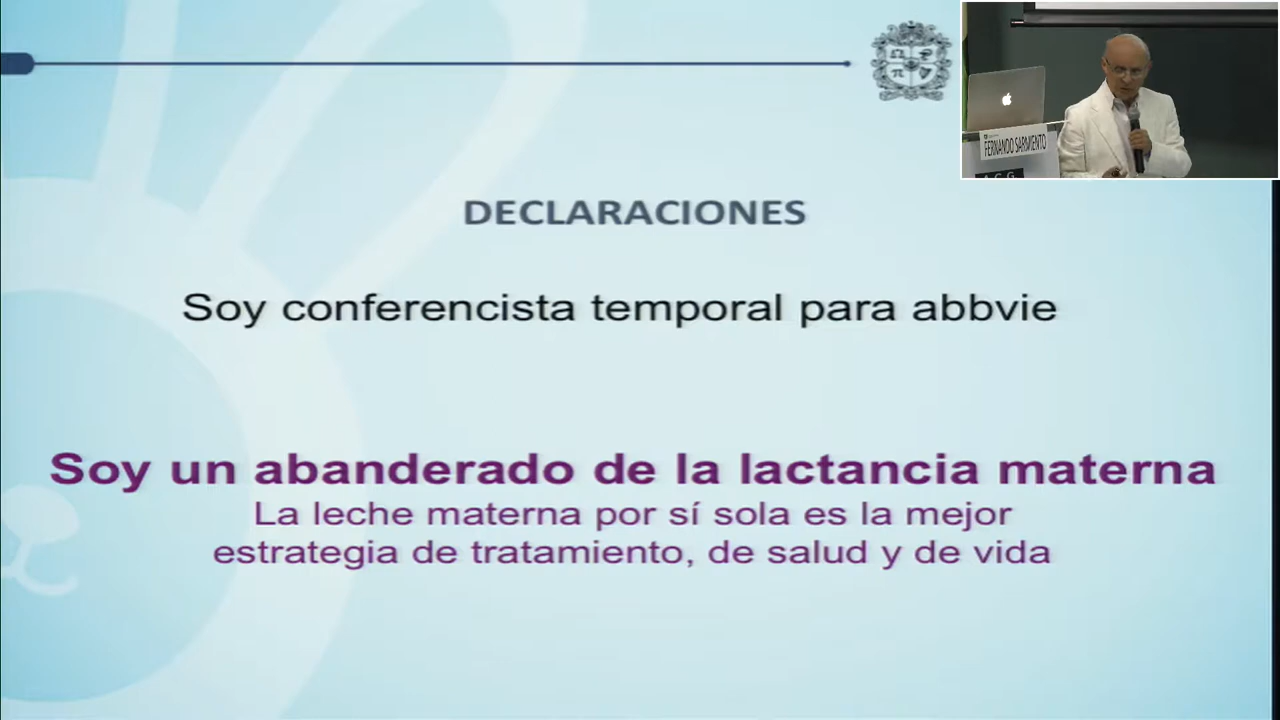 DECLARACIONES
Soy conferencista temporal para abbvie
Soy un abanderado de la lactancia materna
La leche materna por sí sola es la mejor
estrategia de tratamiento, de salud y de vida
FERNANDO SARMIENTO